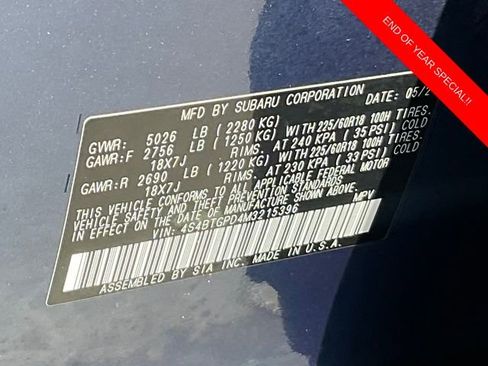 END OF YEAR SPECIAL!!
MFD BY SUBARU CORPORATION DATE: 05/2
GVWR: 5026 LB (2280 KG)
GAWR:F 2756 LB (1250 KG) WITH 225/60R18 100H TIRES.
18X7J RIMS. AT 240 KPA (35 PSI) COLD
GAWR:R 2690 LB (1220 KG) WITH 225/60R18 100H TIRES.
18X7J RIMS. AT 230 KPA (33 PSI) COLD
THIS VEHICLE CONFORMS TO ALL APPLICABLE FEDERAL MOTOR
VEHICLE SAFETY AND THEFT PREVENTION STANDARDS
IN EFFECT ON THE DATE OF MANUFACTURE SHOWN ABOVE.
VIN: 4S4BTGPD4M3215396 MPV
ASSEMBLED BY SIA INC. MADE IN U.S.A.